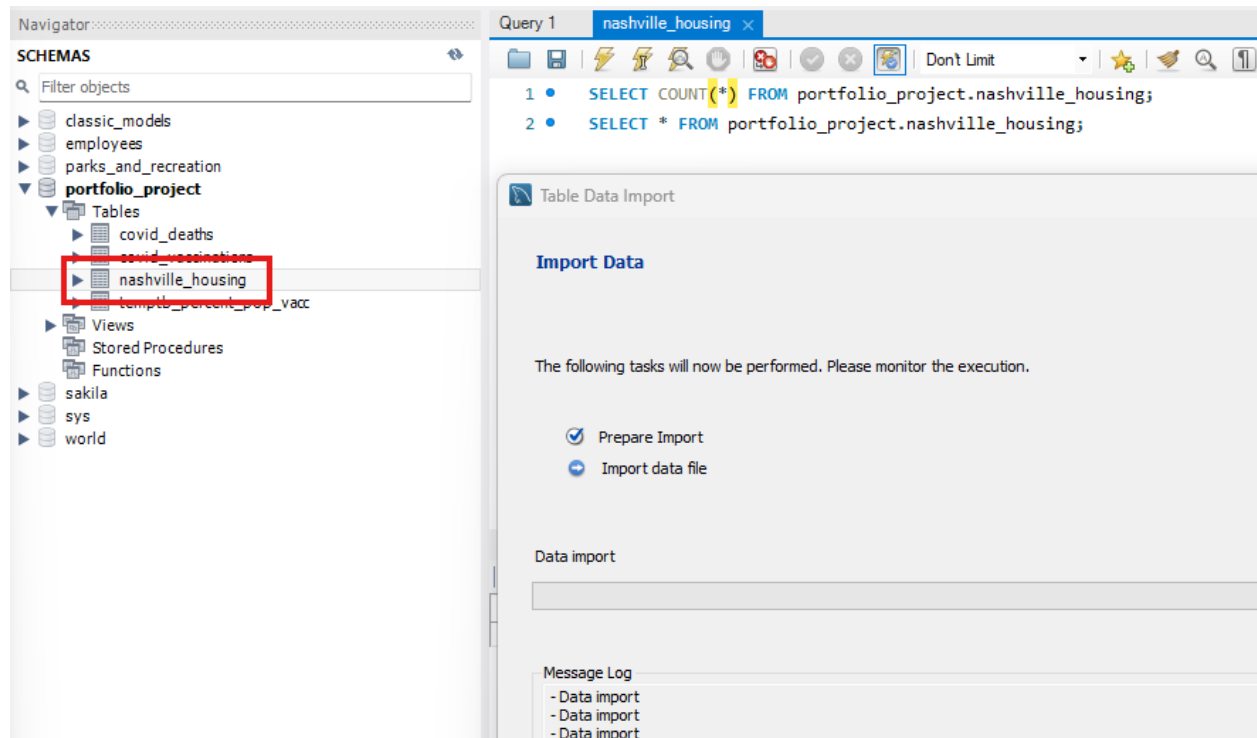 Navigator
SCHEMAS
Filter objects
classic_models
employees
parks_and_recreation
portfolio_project
Tables
covid_deaths
covid_vaccinations
nashville_housing
temptb_percent_pop_vacc
Views
Stored Procedures
Functions
sakila
sys
world
Query 1
nashville_housing
Don't Limit
1 SELECT COUNT(*) FROM portfolio_project.nashville_housing;
2 SELECT * FROM portfolio_project.nashville_housing;
Table Data Import
Import Data
The following tasks will now be performed. Please monitor the execution.
Prepare Import
Import data file
Data import
Message Log
- Data import
- Data import
- Data import